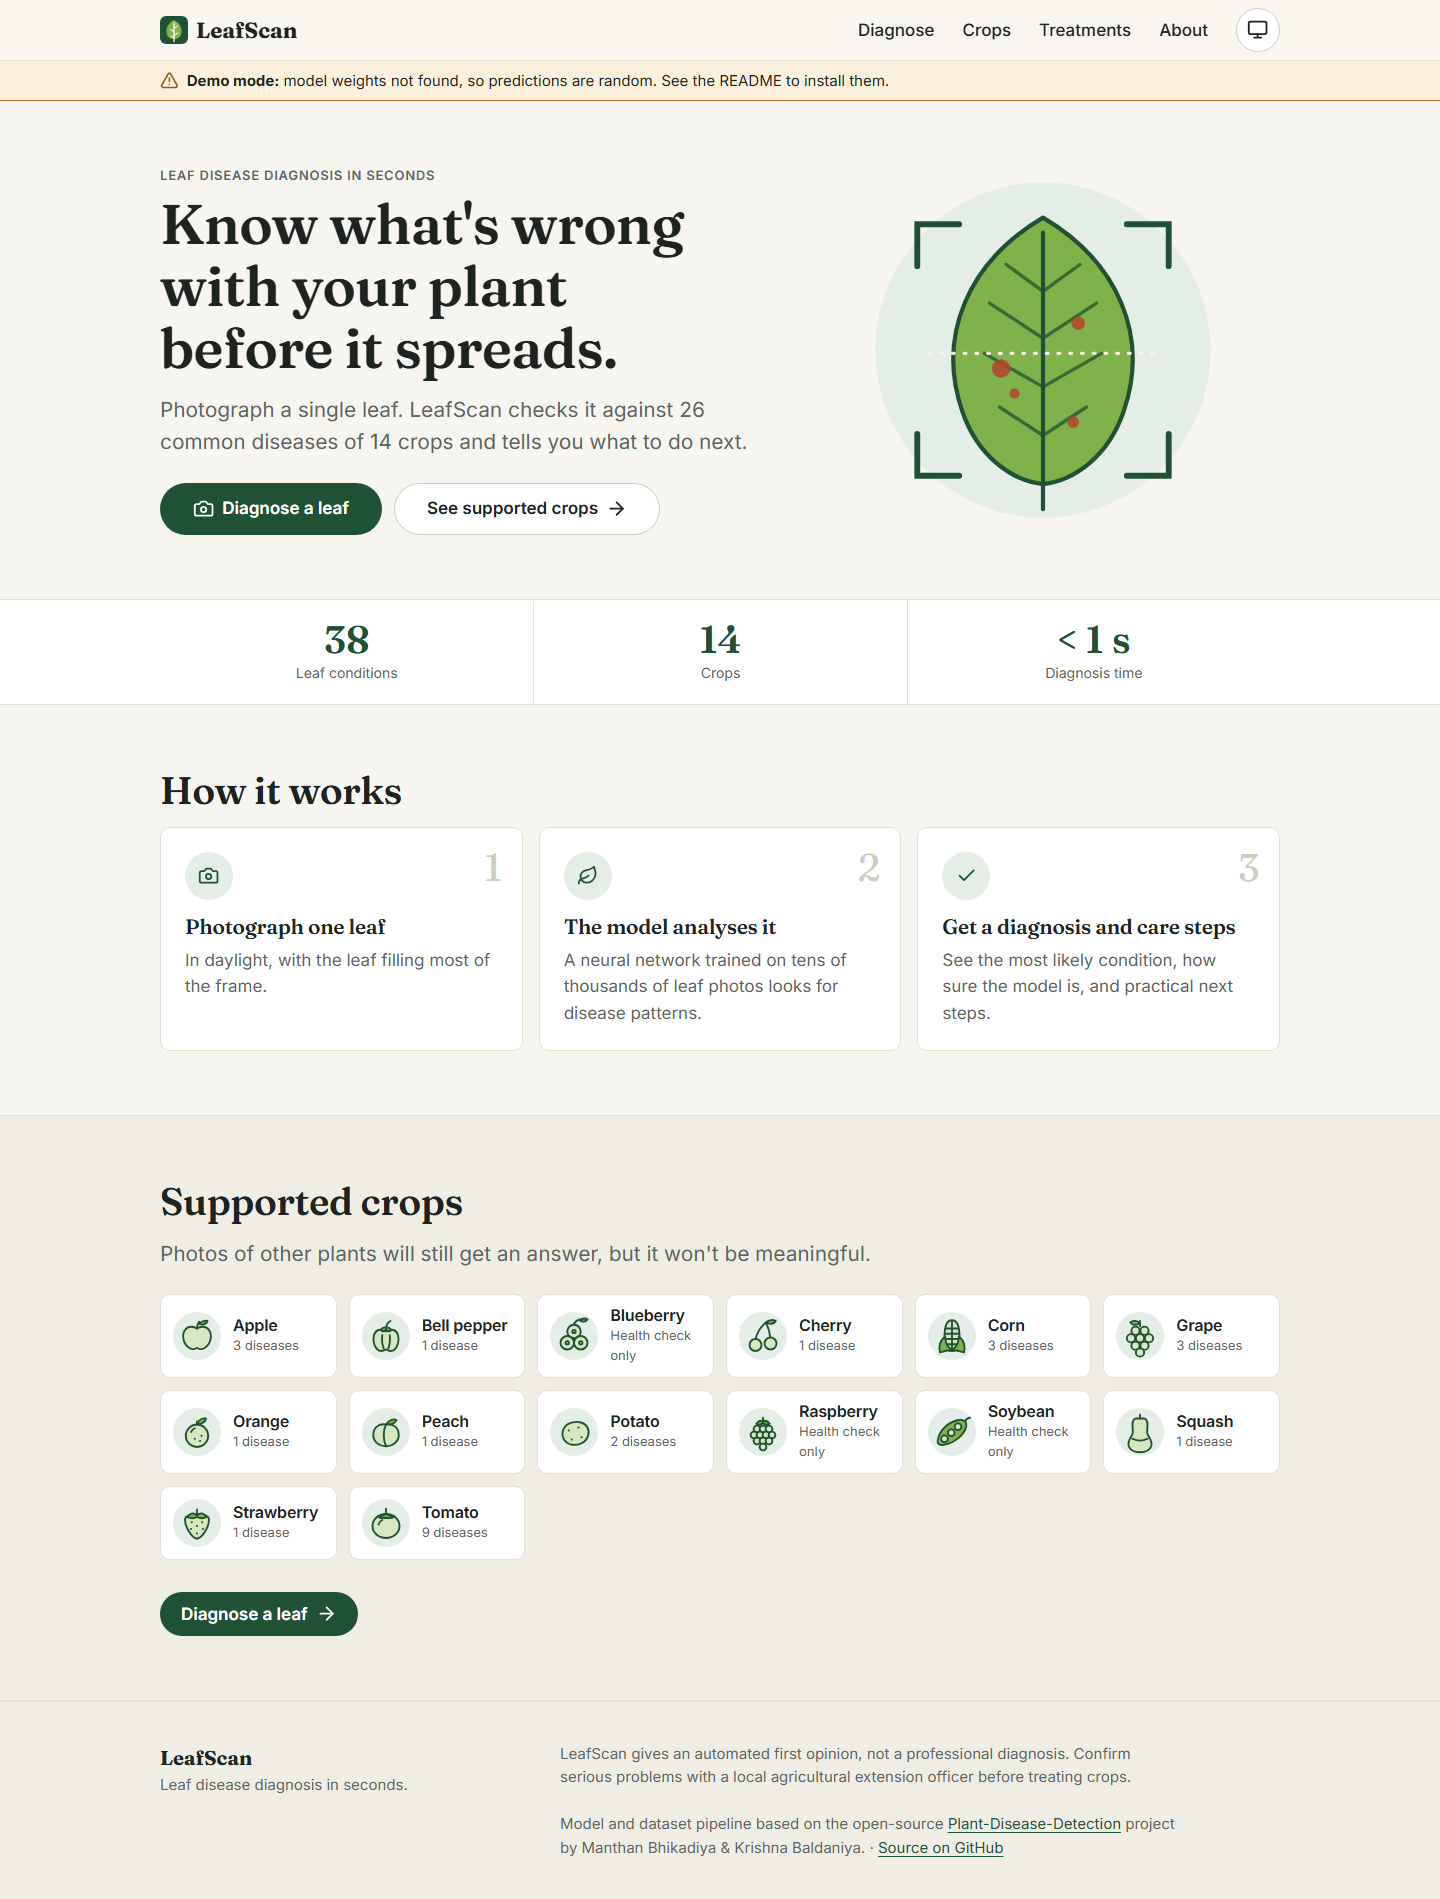 LeafScan
Diagnose
Crops
Treatments
About
Demo mode: model weights not found, so predictions are random. See the README to install them.
LEAF DISEASE DIAGNOSIS IN SECONDS
Know what's wrong
with your plant
before it spreads.
Photograph a single leaf. LeafScan checks it against 26
common diseases of 14 crops and tells you what to do next.
Diagnose a leaf
See supported crops
38
Leaf conditions
14
Crops
< 1 s
Diagnosis time
How it works
1
Photograph one leaf
In daylight, with the leaf filling most of
the frame.
2
The model analyses it
A neural network trained on tens of
thousands of leaf photos looks for
disease patterns.
3
Get a diagnosis and care steps
See the most likely condition, how
sure the model is, and practical next
steps.
Supported crops
Photos of other plants will still get an answer, but it won't be meaningful.
Apple
3 diseases
Bell pepper
1 disease
Blueberry
Health check
only
Cherry
1 disease
Corn
3 diseases
Grape
3 diseases
Orange
1 disease
Peach
1 disease
Potato
2 diseases
Raspberry
Health check
only
Soybean
Health check
only
Squash
1 disease
Strawberry
1 disease
Tomato
9 diseases
Diagnose a leaf
LeafScan
Leaf disease diagnosis in seconds.
LeafScan gives an automated first opinion, not a professional diagnosis. Confirm
serious problems with a local agricultural extension officer before treating crops.
Model and dataset pipeline based on the open-source Plant-Disease-Detection project
by Manthan Bhikadiya & Krishna Baldaniya. · Source on GitHub